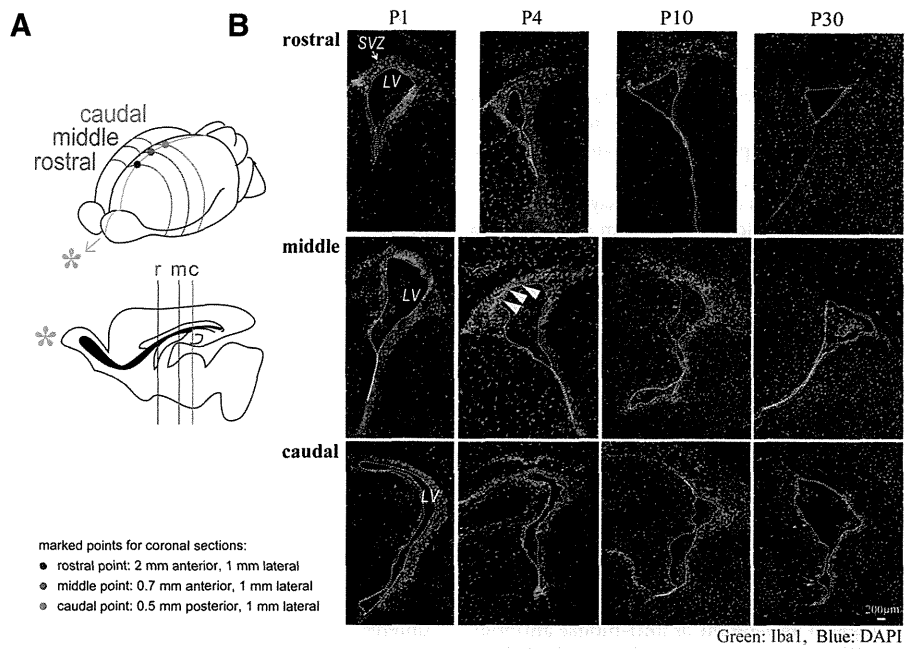 A
B
P1
P4
P10
P30
rostral
SVZ
LV
caudal
middle
rostral
*
middle
LV
r m c
*
caudal
LV
marked points for coronal sections:
rostral point: 2 mm anterior, 1 mm lateral
middle point: 0.7 mm anterior, 1 mm lateral
caudal point: 0.5 mm posterior, 1 mm lateral
200μm
Green: Iba1, Blue: DAPI